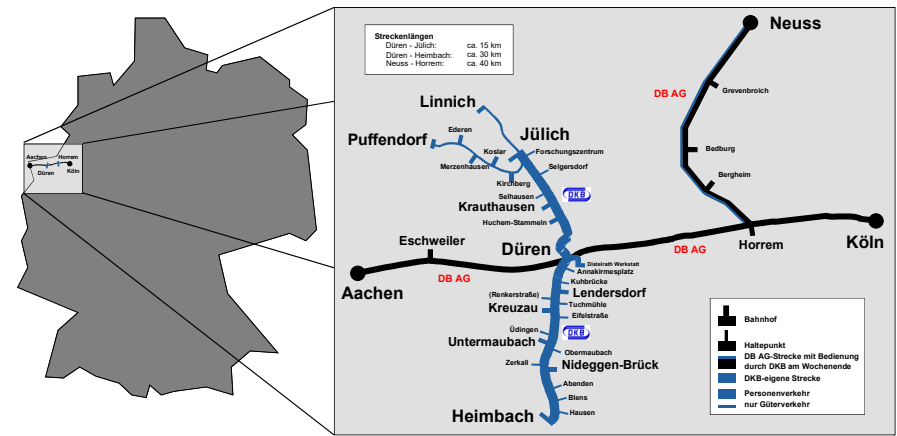 Streckenlängen
Düren - Jülich: ca. 15 km
Düren - Heimbach: ca. 30 km
Neuss - Horrem: ca. 40 km
Neuss
DB AG
Grevenbroich
Linnich
Jülich
Ederen
Puffendorf
Koslar
Forschungszentrum
Bedburg
Merzenhausen
Selgersdorf
Kirchberg
Bergheim
Selhausen
DKB
Krauthausen
Huchem-Stammeln
Eschweiler
Düren
DB AG
Horrem
Köln
Distelrath Werkstatt
Annakirmesplatz
Aachen
DB AG
Kuhbrücke
(Renkerstraße)
Lendersdorf
Kreuzau
Tuchmühle
Eifelstraße
Üdingen
DKB
Untermaubach
Obermaubach
Zerkall
Nideggen-Brück
Abenden
Blens
Heimbach
Hausen
Aachen
Horrem
Düren
Köln
Bahnhof
Haltepunkt
DB AG-Strecke mit Bedienung
durch DKB am Wochenende
DKB-eigene Strecke
Personenverkehr
nur Güterverkehr